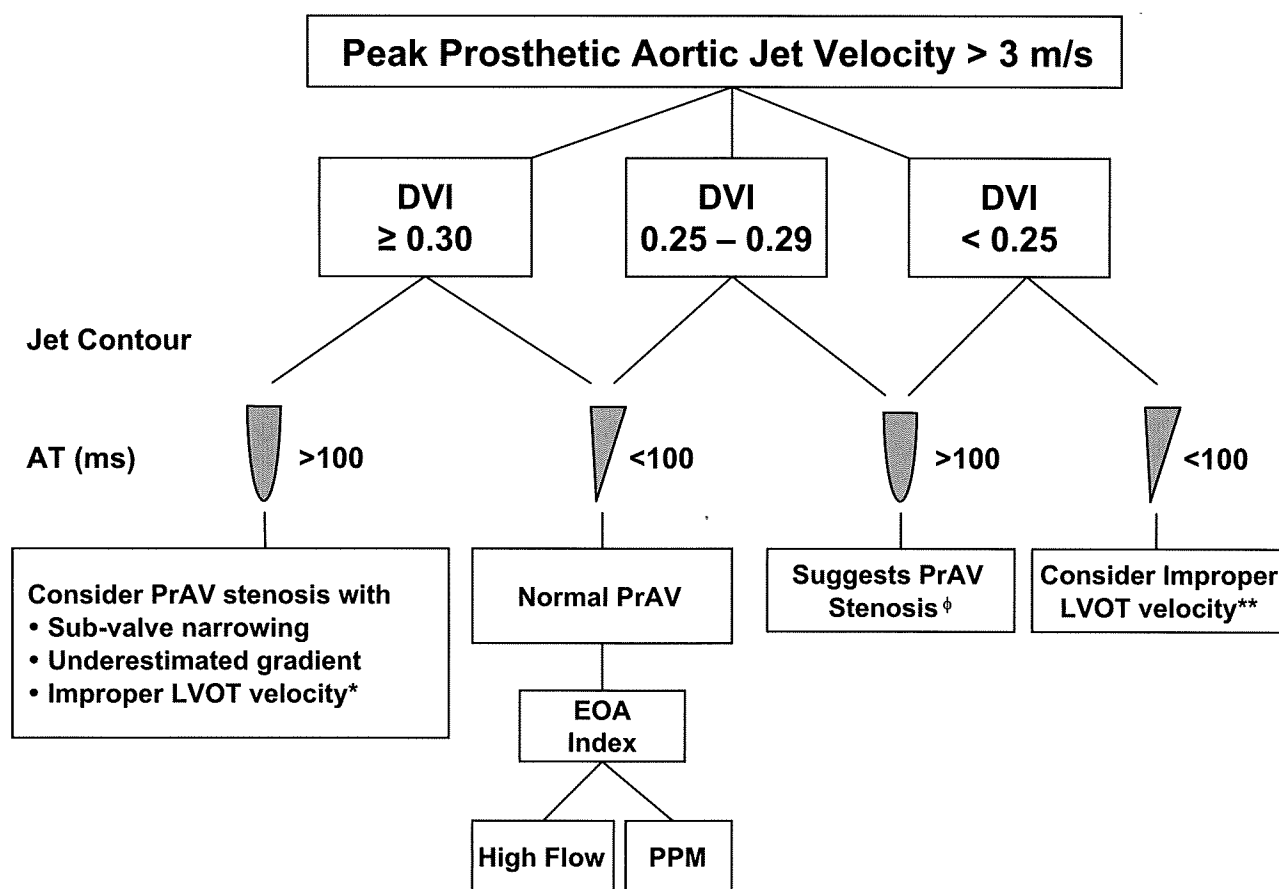 Peak Prosthetic Aortic Jet Velocity > 3 m/s
DVI
≥ 0.30
DVI
0.25 – 0.29
DVI
< 0.25
Jet Contour
AT (ms)
>100
<100
>100
<100
Consider PrAV stenosis with
• Sub-valve narrowing
• Underestimated gradient
• Improper LVOT velocity*
Normal PrAV
Suggests PrAV
Stenosis ϕ
Consider Improper
LVOT velocity**
EOA
Index
High Flow
PPM